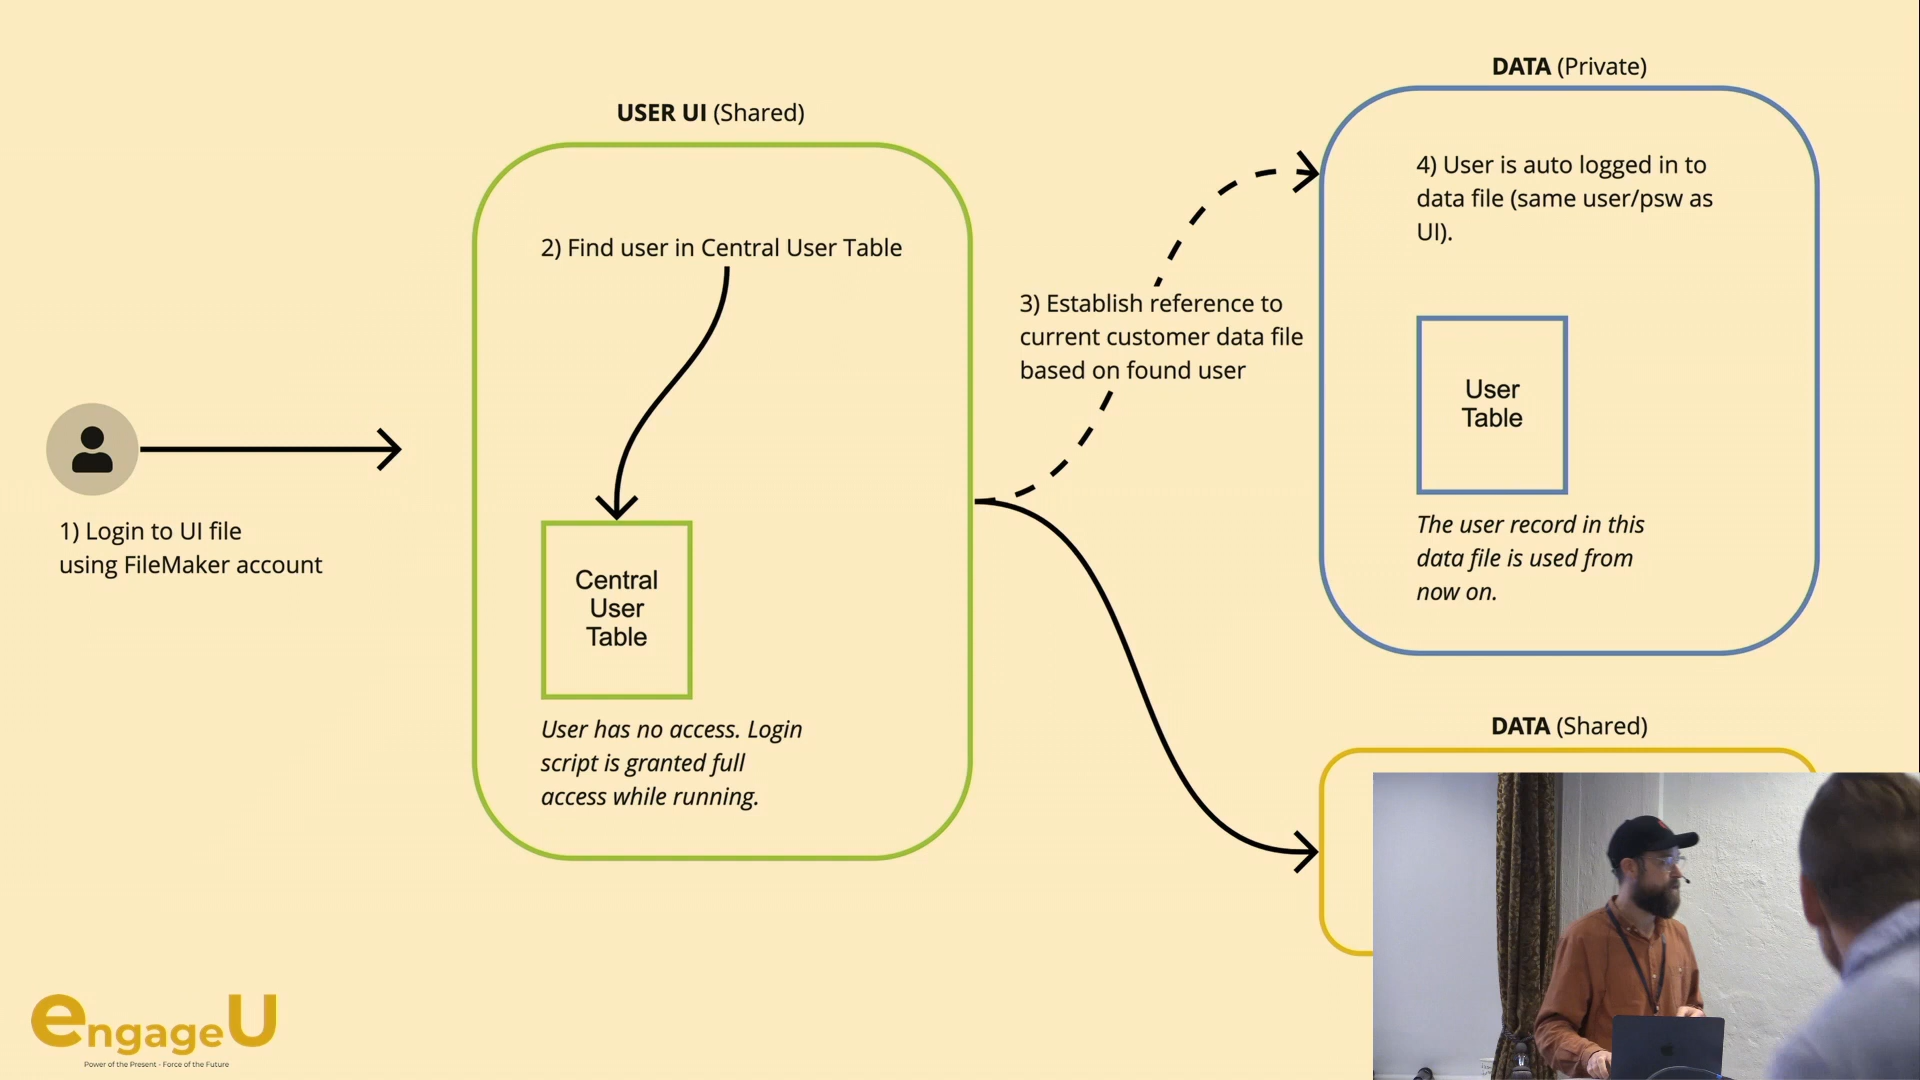 USER UI (Shared)
2) Find user in Central User Table
Central
User
Table
User has no access. Login
script is granted full
access while running.
1) Login to UI file
using FileMaker account
3) Establish reference to
current customer data file
based on found user
DATA (Private)
4) User is auto logged in to
data file (same user/psw as
UI).
User
Table
The user record in this
data file is used from
now on.
DATA (Shared)
engageU
Power of the Present - Force of the Future